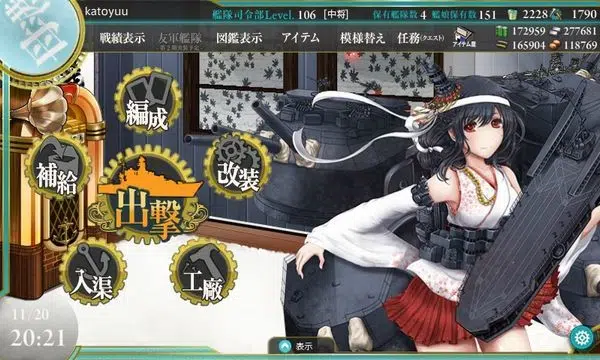 母港
katoyuu
艦隊司令部Level. 106 [中将]
保有艦隊数 4 艦娘保有数 151
2228 1790
戦績表示 友軍艦隊 図鑑表示 アイテム 模様替え 任務(クエスト) アイテム屋
172959 277681
165904 118769
編成
補給
改装
出撃
入渠
工廠
11/20
20:21
表示